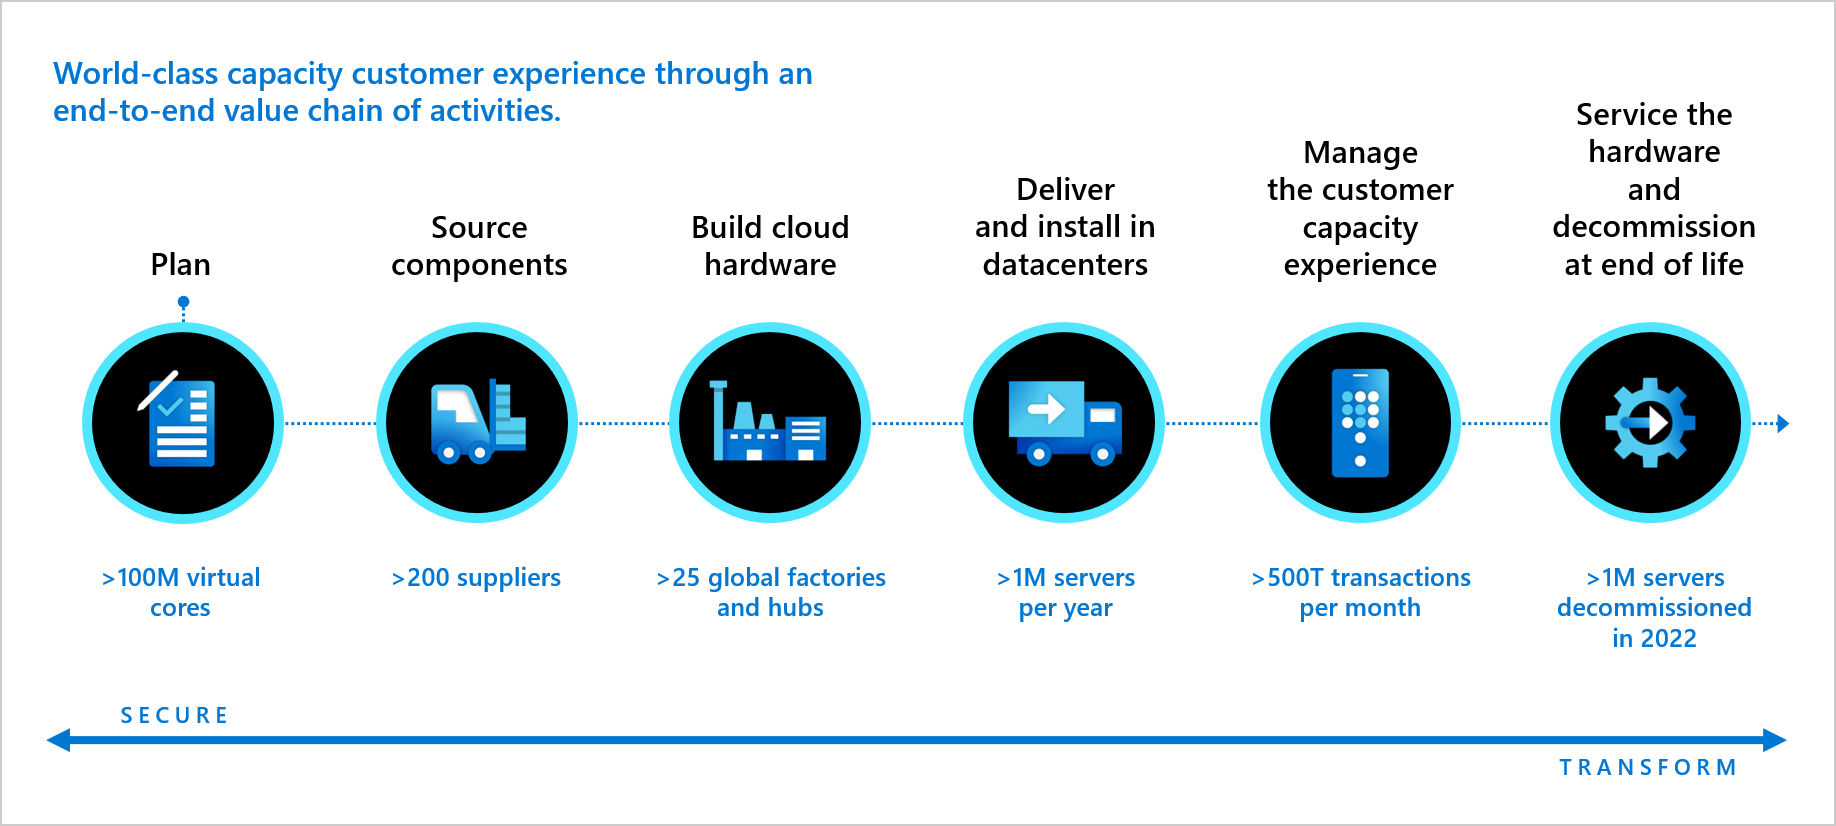 World-class capacity customer experience through an
end-to-end value chain of activities.
Plan
Source
components
Build cloud
hardware
Deliver
and install in
datacenters
Manage
the customer
capacity
experience
Service the
hardware
and
decommission
at end of life
>100M virtual
cores
>200 suppliers
>25 global factories
and hubs
>1M servers
per year
>500T transactions
per month
>1M servers
decommissioned
in 2022
SECURE
TRANSFORM